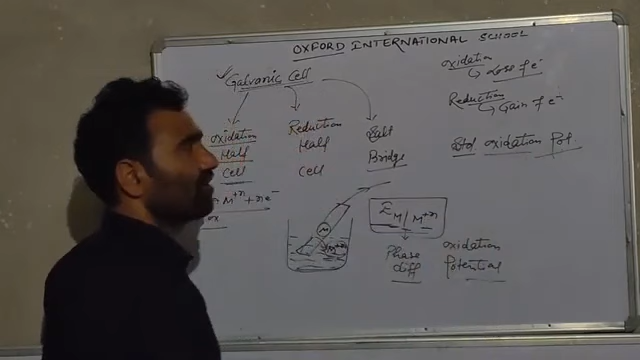 OXFORD INTERNATIONAL SCHOOL
Galvanic Cell
oxidation
Half
Cell
M⁺ⁿ + ne⁻
ox
Reduction
Half
Cell
Salt
Bridge
M
M⁺ⁿ
E M/M⁺ⁿ
Phase
diff
oxidation
Potential
oxidation
↳ Loss of e⁻
Reduction
↳ Gain of e⁻
Std oxidation Pot.